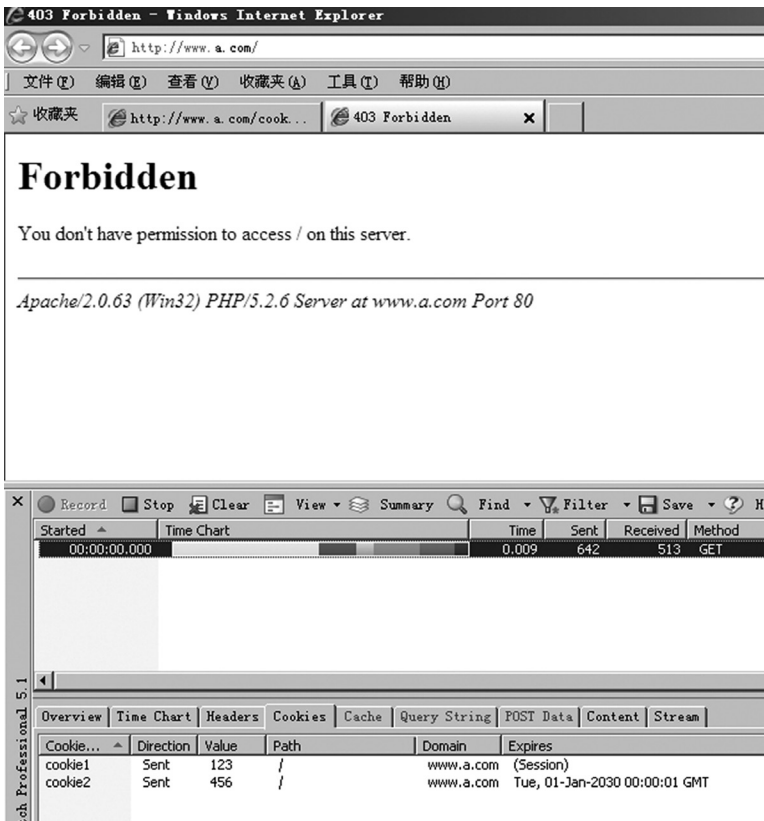 403 Forbidden - Windows Internet Explorer
http://www.a.com/
文件(F) 编辑(E) 查看(V) 收藏夹(A) 工具(T) 帮助(H)
收藏夹 http://www.a.com/cook... 403 Forbidden
Forbidden
You don't have permission to access / on this server.
Apache/2.0.63 (Win32) PHP/5.2.6 Server at www.a.com Port 80
Record Stop Clear View Summary Find Filter Save H
Started Time Chart Time Sent Received Method
00:00:00.000 0.009 642 513 GET
Overview Time Chart Headers Cookies Cache Query String POST Data Content Stream
Cookie... Direction Value Path Domain Expires
cookie1 Sent 123 / www.a.com (Session)
cookie2 Sent 456 / www.a.com Tue, 01-Jan-2030 00:00:01 GMT
ch Professional 5.1